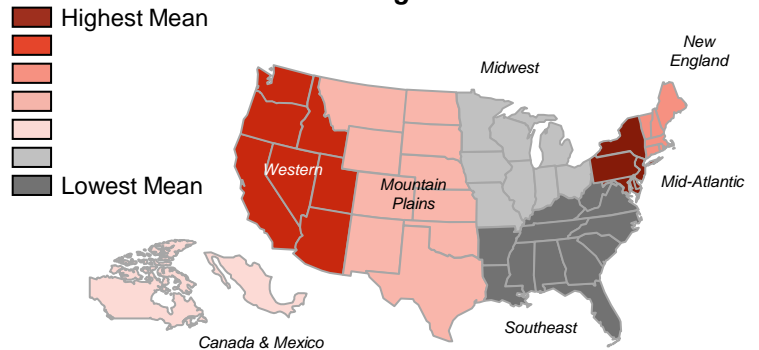 Highest Mean
New
England
Midwest
Western
Mountain
Plains
Mid-Atlantic
Lowest Mean
Southeast
Canada & Mexico